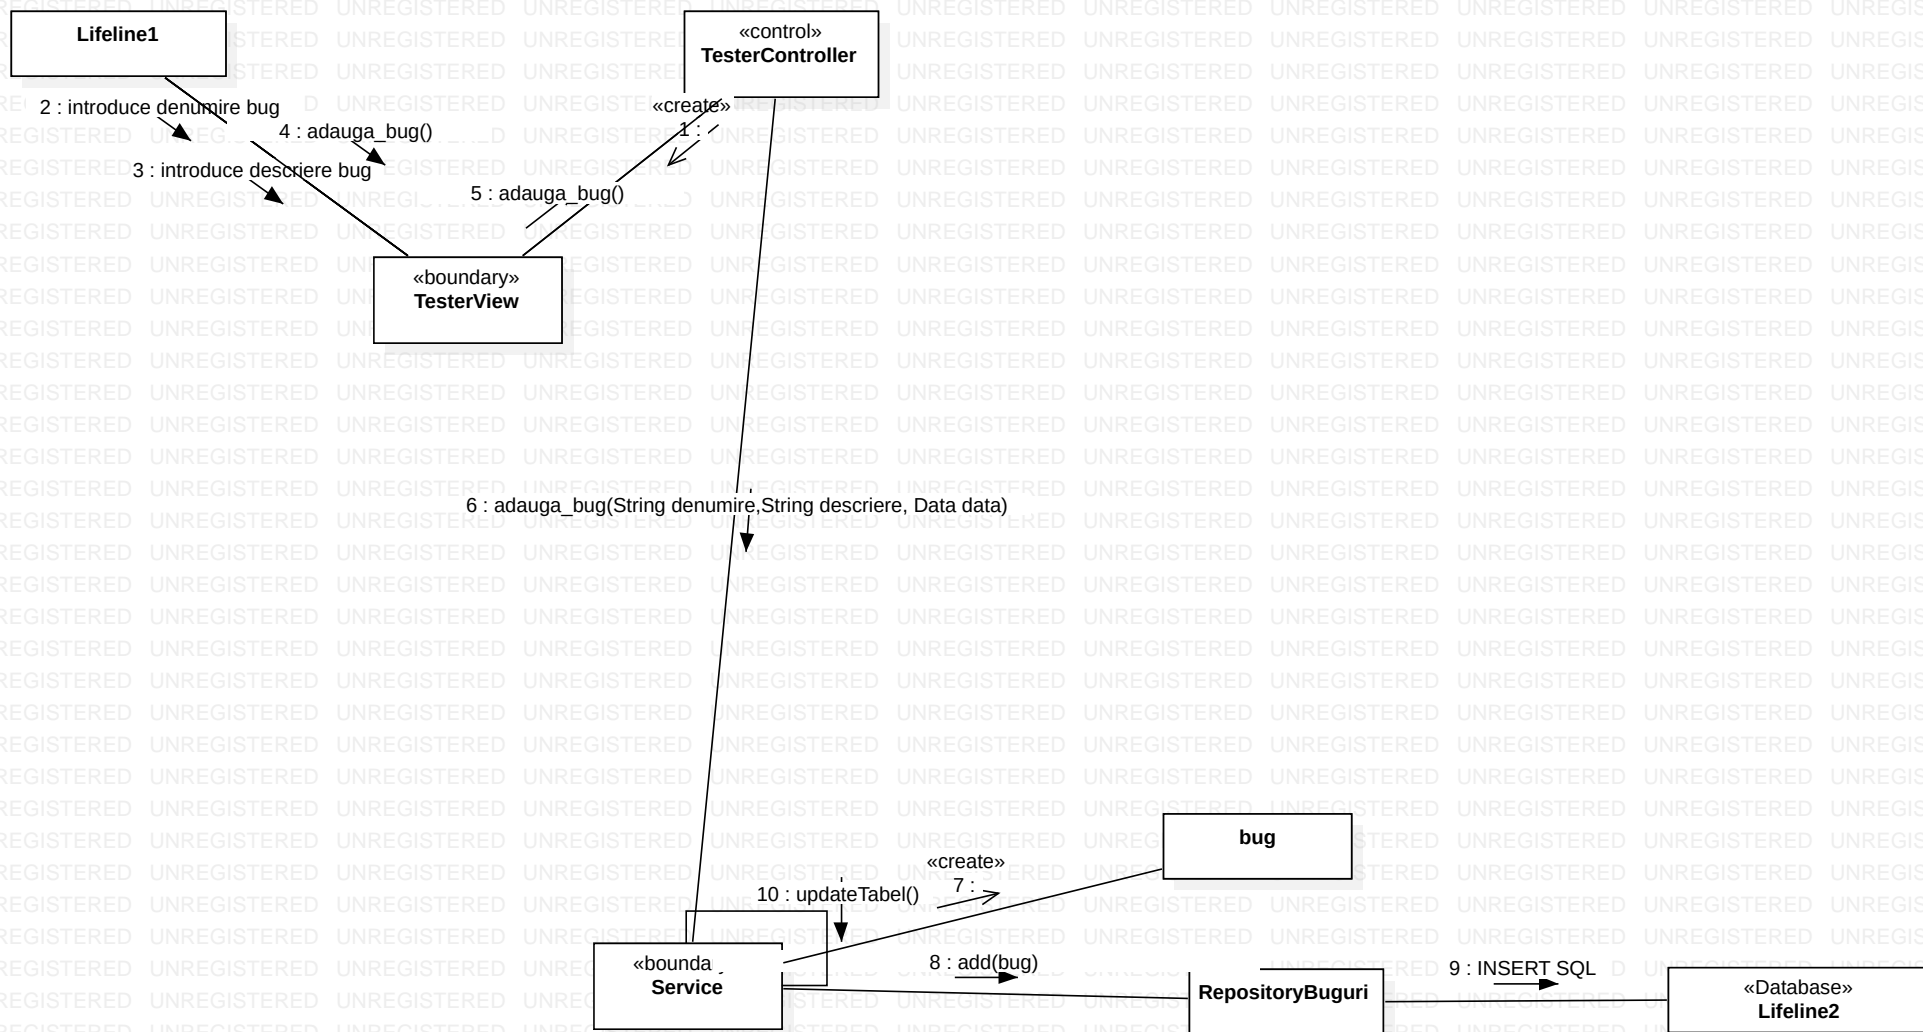 Lifeline1
«control»
TesterController
2 : introduce denumire bug
«create»
1 :
4 : adauga_bug()
3 : introduce descriere bug
5 : adauga_bug()
«boundary»
TesterView
6 : adauga_bug(String denumire,String descriere, Data data)
bug
«create»
7 :
10 : updateTabel()
8 : add(bug)
«bounda
Service
RepositoryBuguri
9 : INSERT SQL
«Database»
Lifeline2
UNREGISTERED